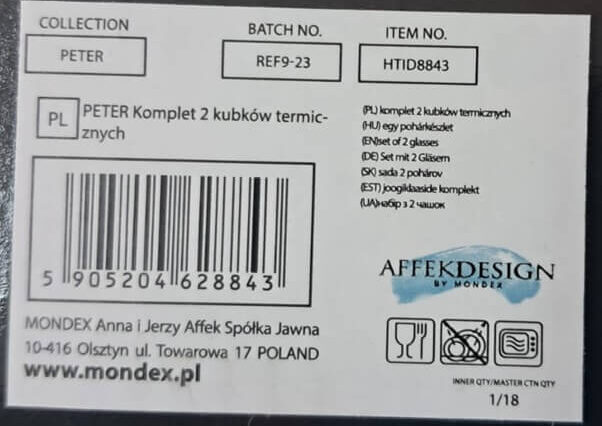 COLLECTION
PETER
BATCH NO.
REF9-23
ITEM NO.
HTID8843
PL
PETER Komplet 2 kubków termic-
znych
(PL) komplet 2 kubków termicznych
(HU) egy pohárkészlet
(EN)set of 2 glasses
(DE) Set mit 2 Gläsern
(SK) sada 2 pohárov
(EST) joogiklaaside komplekt
(UA)набір з 2 чашок
5 905204 628843
AFFEKDESIGN
BY MONDEX
MONDEX Anna i Jerzy Affek Spółka Jawna
10-416 Olsztyn ul. Towarowa 17 POLAND
www.mondex.pl
INNER QTY/MASTER CTN QTY
1/18